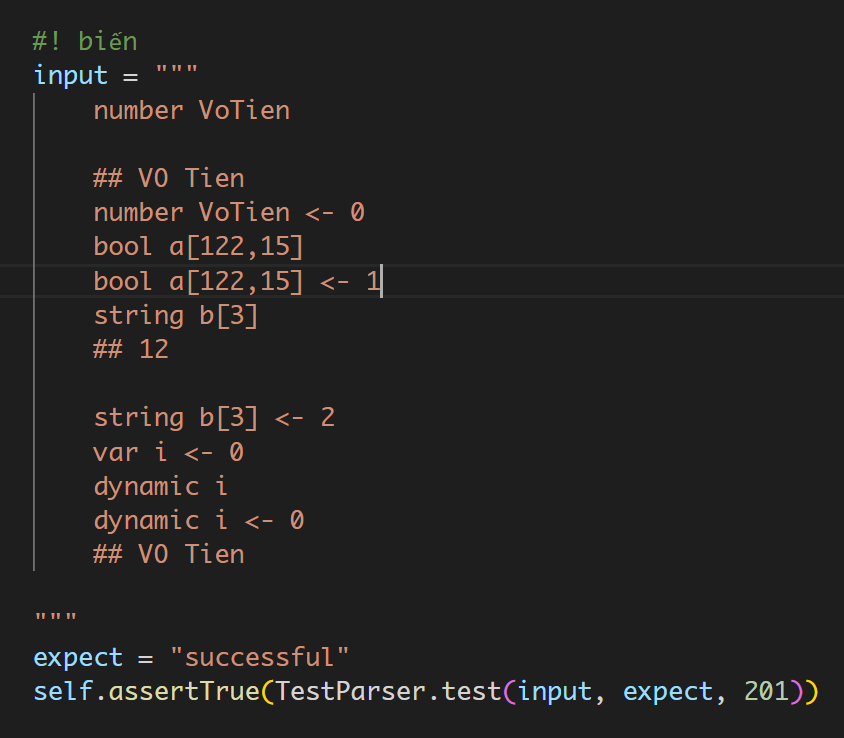 #! biến
input = """
number VoTien
## VO Tien
number VoTien <- 0
bool a[122,15]
bool a[122,15] <- 1
string b[3]
## 12
string b[3] <- 2
var i <- 0
dynamic i
dynamic i <- 0
## VO Tien
"""
expect = "successful"
self.assertTrue(TestParser.test(input, expect, 201))